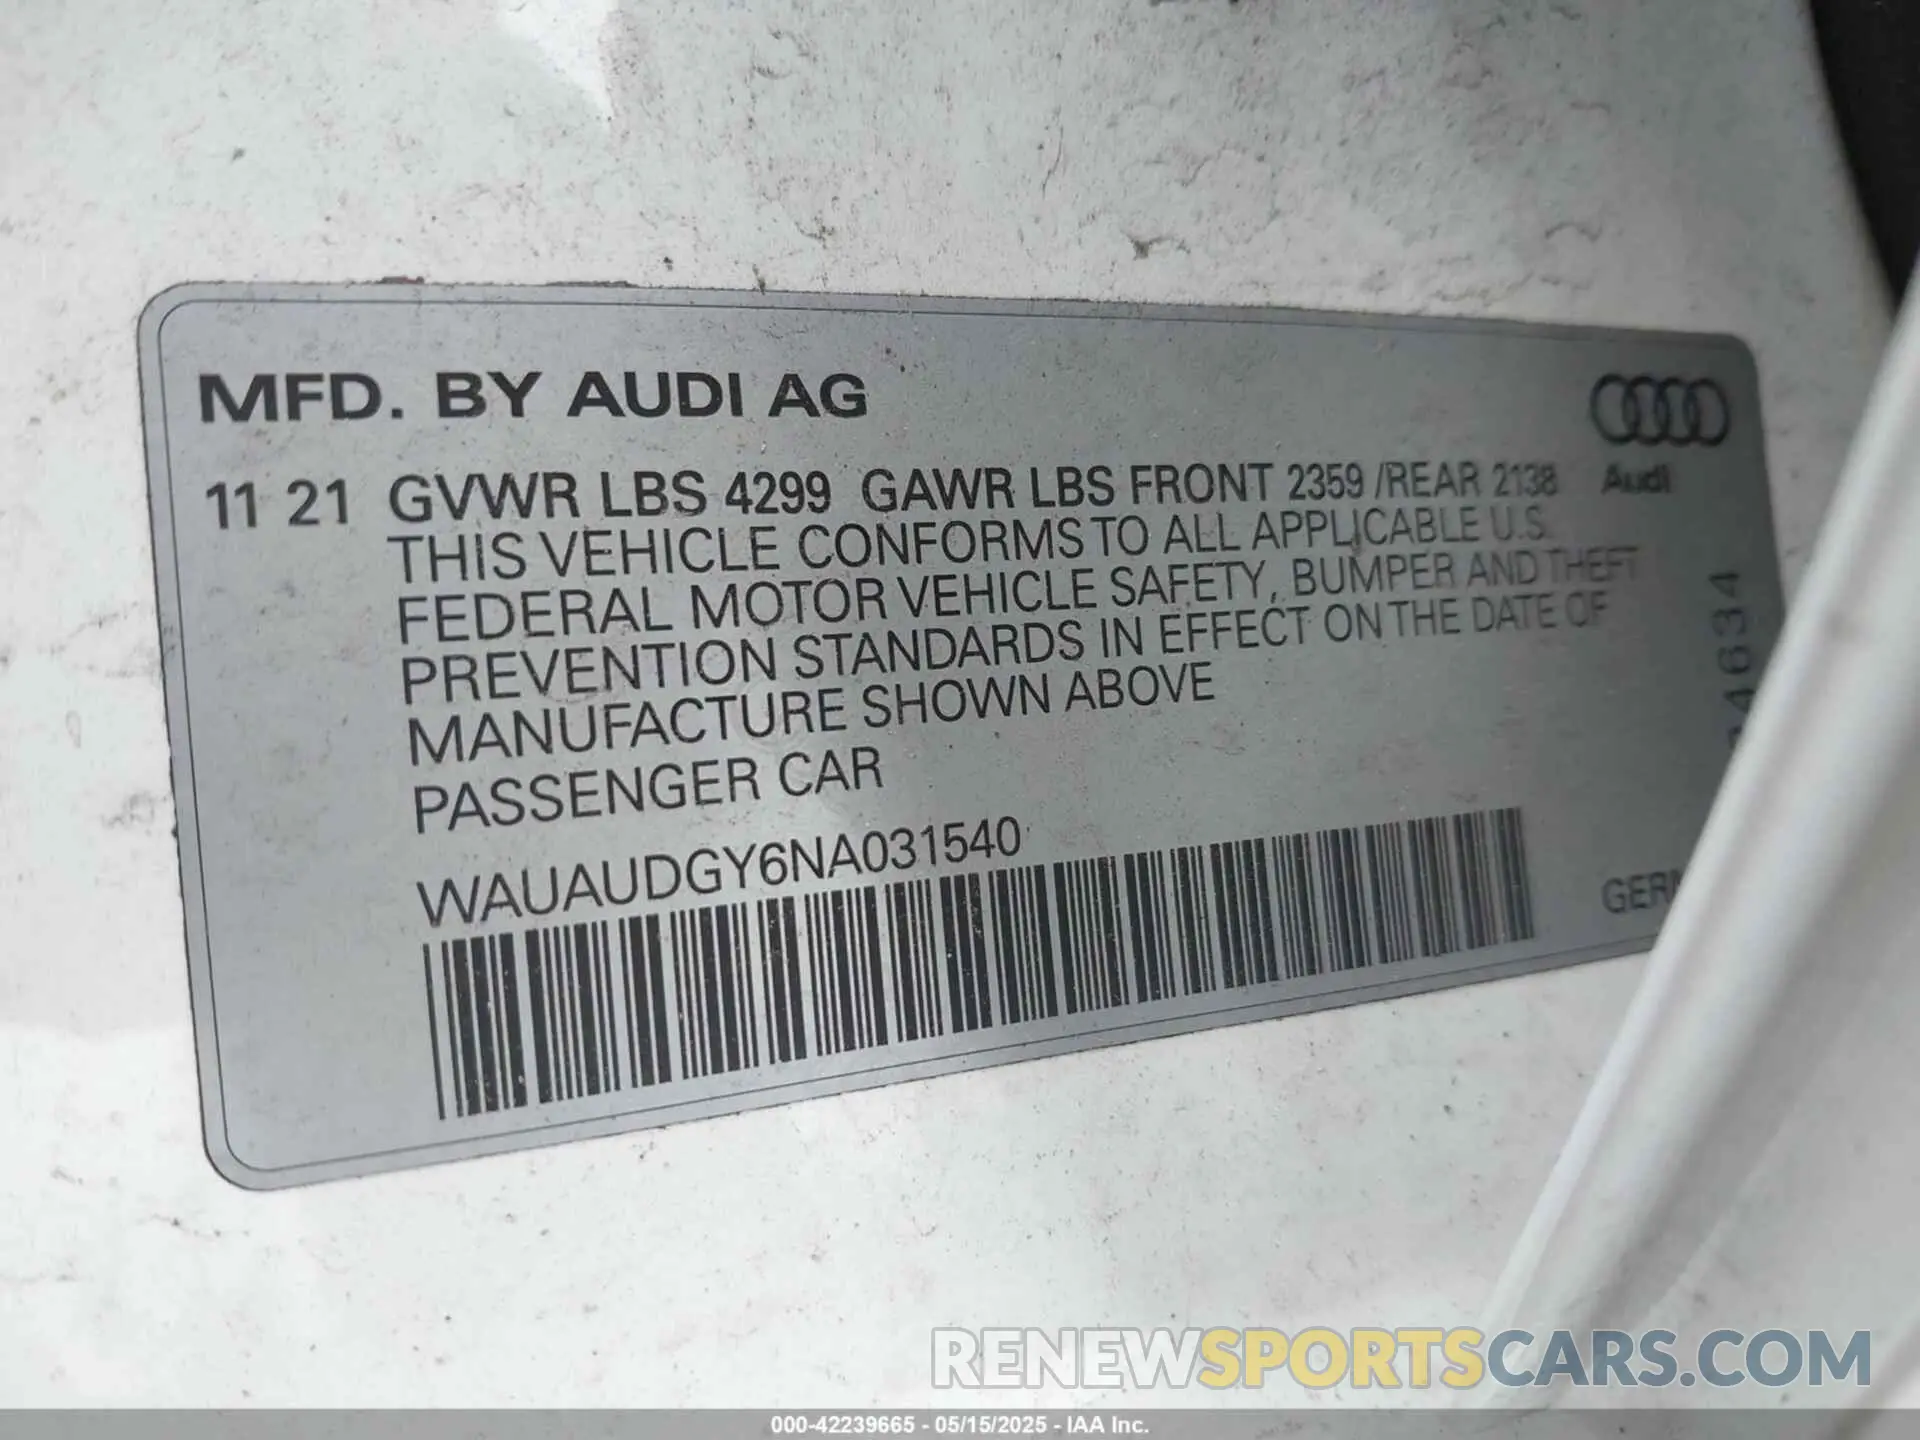 MFD. BY AUDI AG
11 21 GVWR LBS 4299 GAWR LBS FRONT 2359 /REAR 2138 Audi
THIS VEHICLE CONFORMS TO ALL APPLICABLE U.S.
FEDERAL MOTOR VEHICLE SAFETY, BUMPER AND THEFT
PREVENTION STANDARDS IN EFFECT ON THE DATE OF
MANUFACTURE SHOWN ABOVE
PASSENGER CAR
WAUAUDGY6NA031540
RENEWSPORTSCARS.COM
000-42239665 - 05/15/2025 - IAA Inc.